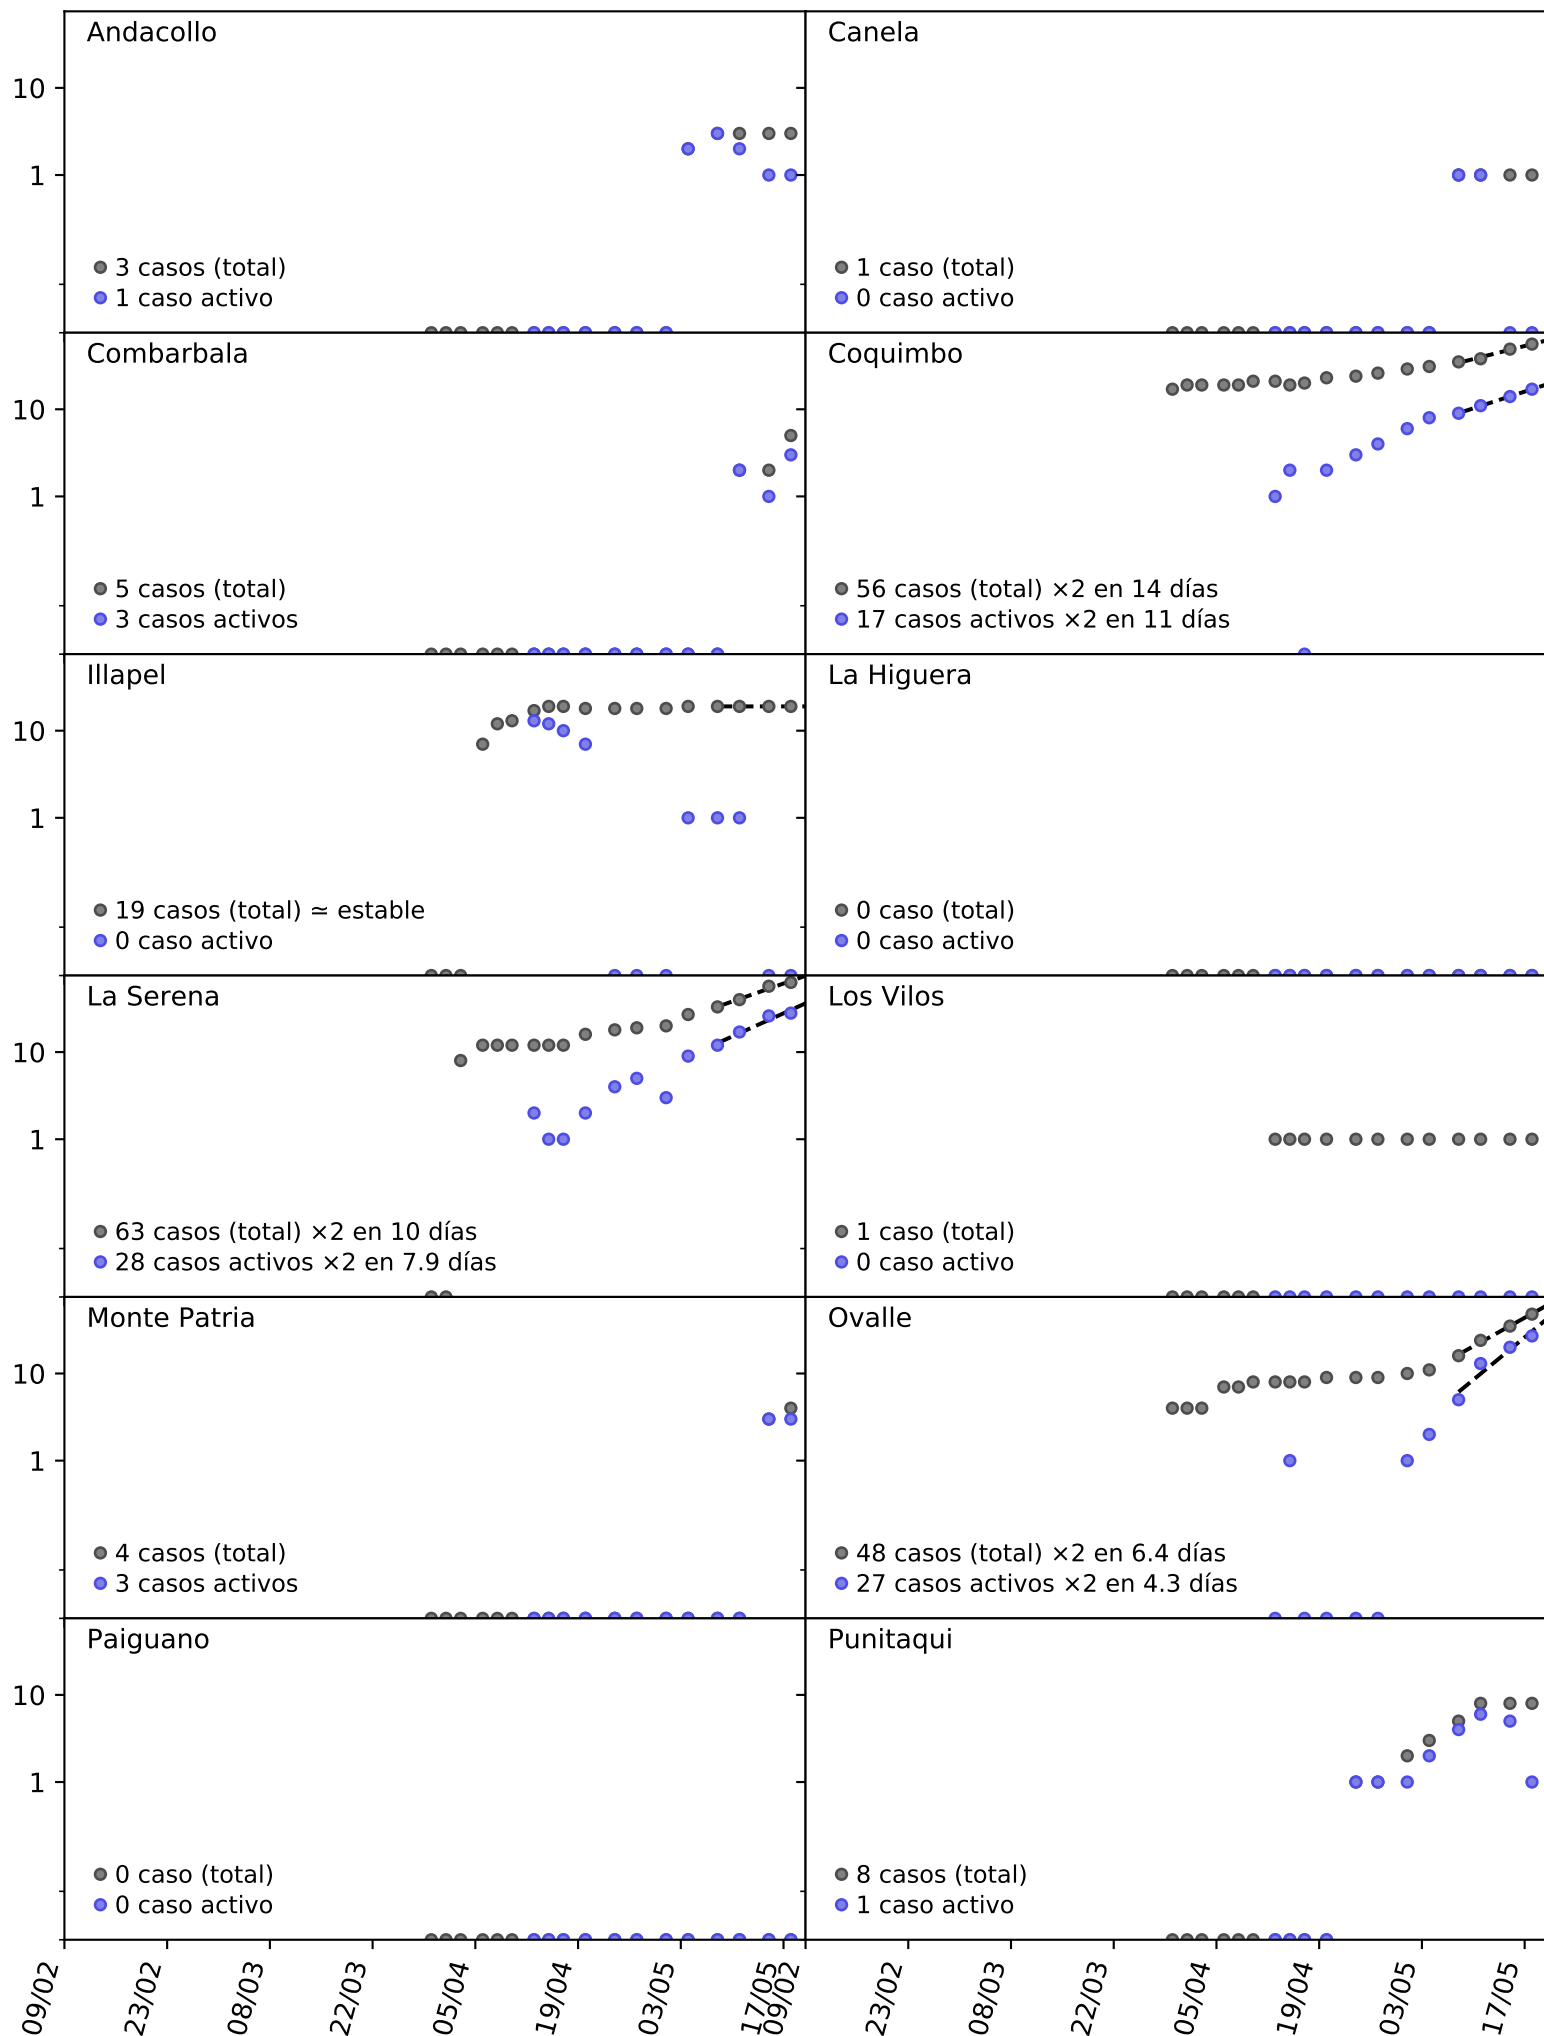 Andacollo
10
1
3 casos (total)
1 caso activo
Canela
1 caso (total)
0 caso activo
Combarbala
10
1
5 casos (total)
3 casos activos
Coquimbo
56 casos (total) ×2 en 14 días
17 casos activos ×2 en 11 días
Illapel
10
1
19 casos (total) ≃ estable
0 caso activo
La Higuera
0 caso (total)
0 caso activo
La Serena
10
1
63 casos (total) ×2 en 10 días
28 casos activos ×2 en 7.9 días
Los Vilos
1 caso (total)
0 caso activo
Monte Patria
10
1
4 casos (total)
3 casos activos
Ovalle
48 casos (total) ×2 en 6.4 días
27 casos activos ×2 en 4.3 días
Paiguano
10
1
0 caso (total)
0 caso activo
Punitaqui
8 casos (total)
1 caso activo
09/02 23/02 08/03 22/03 05/04 19/04 03/05 17/05
09/02 23/02 08/03 22/03 05/04 19/04 03/05 17/05